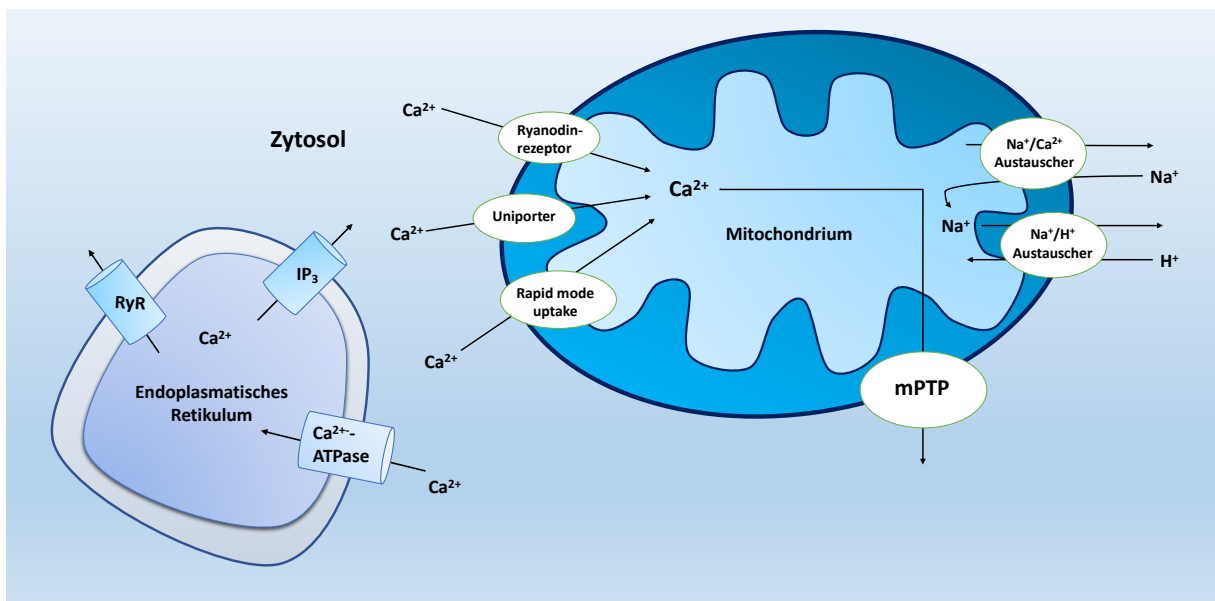 Zytosol
Ca²⁺
Ryanodin-
rezeptor
Ca²⁺
Uniporter
Ca²⁺
Rapid mode
uptake
Ca²⁺
Mitochondrium
Na⁺/Ca²⁺
Austauscher
Na⁺
Na⁺
Na⁺/H⁺
Austauscher
H⁺
mPTP
RyR
IP₃
Ca²⁺
Endoplasmatisches
Retikulum
Ca²⁺-
ATPase
Ca²⁺